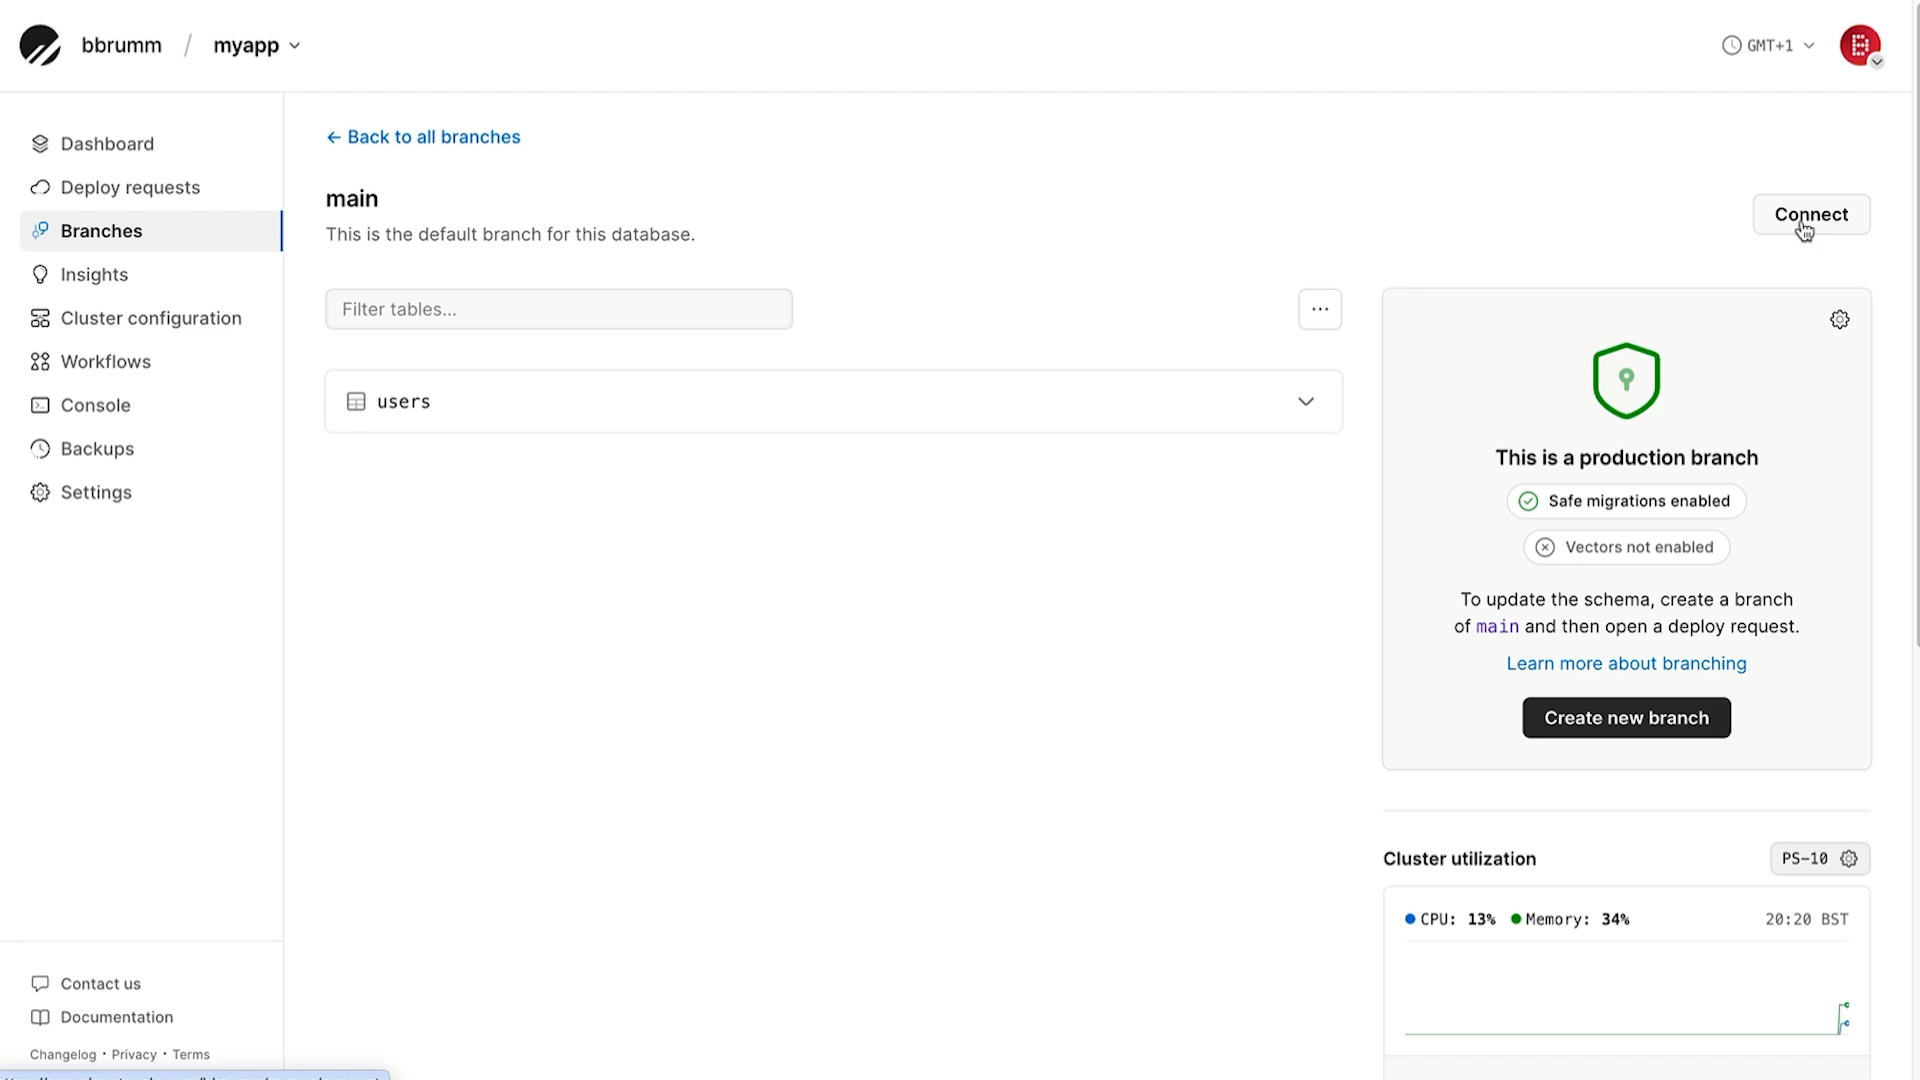 bbrumm / myapp
GMT+1
Dashboard
Deploy requests
Branches
Insights
Cluster configuration
Workflows
Console
Backups
Settings
Contact us
Documentation
Changelog · Privacy · Terms
← Back to all branches
main
This is the default branch for this database.
Connect
Filter tables...
users
This is a production branch
Safe migrations enabled
Vectors not enabled
To update the schema, create a branch
of main and then open a deploy request.
Learn more about branching
Create new branch
Cluster utilization
PS-10
CPU: 13% Memory: 34%
20:20 BST